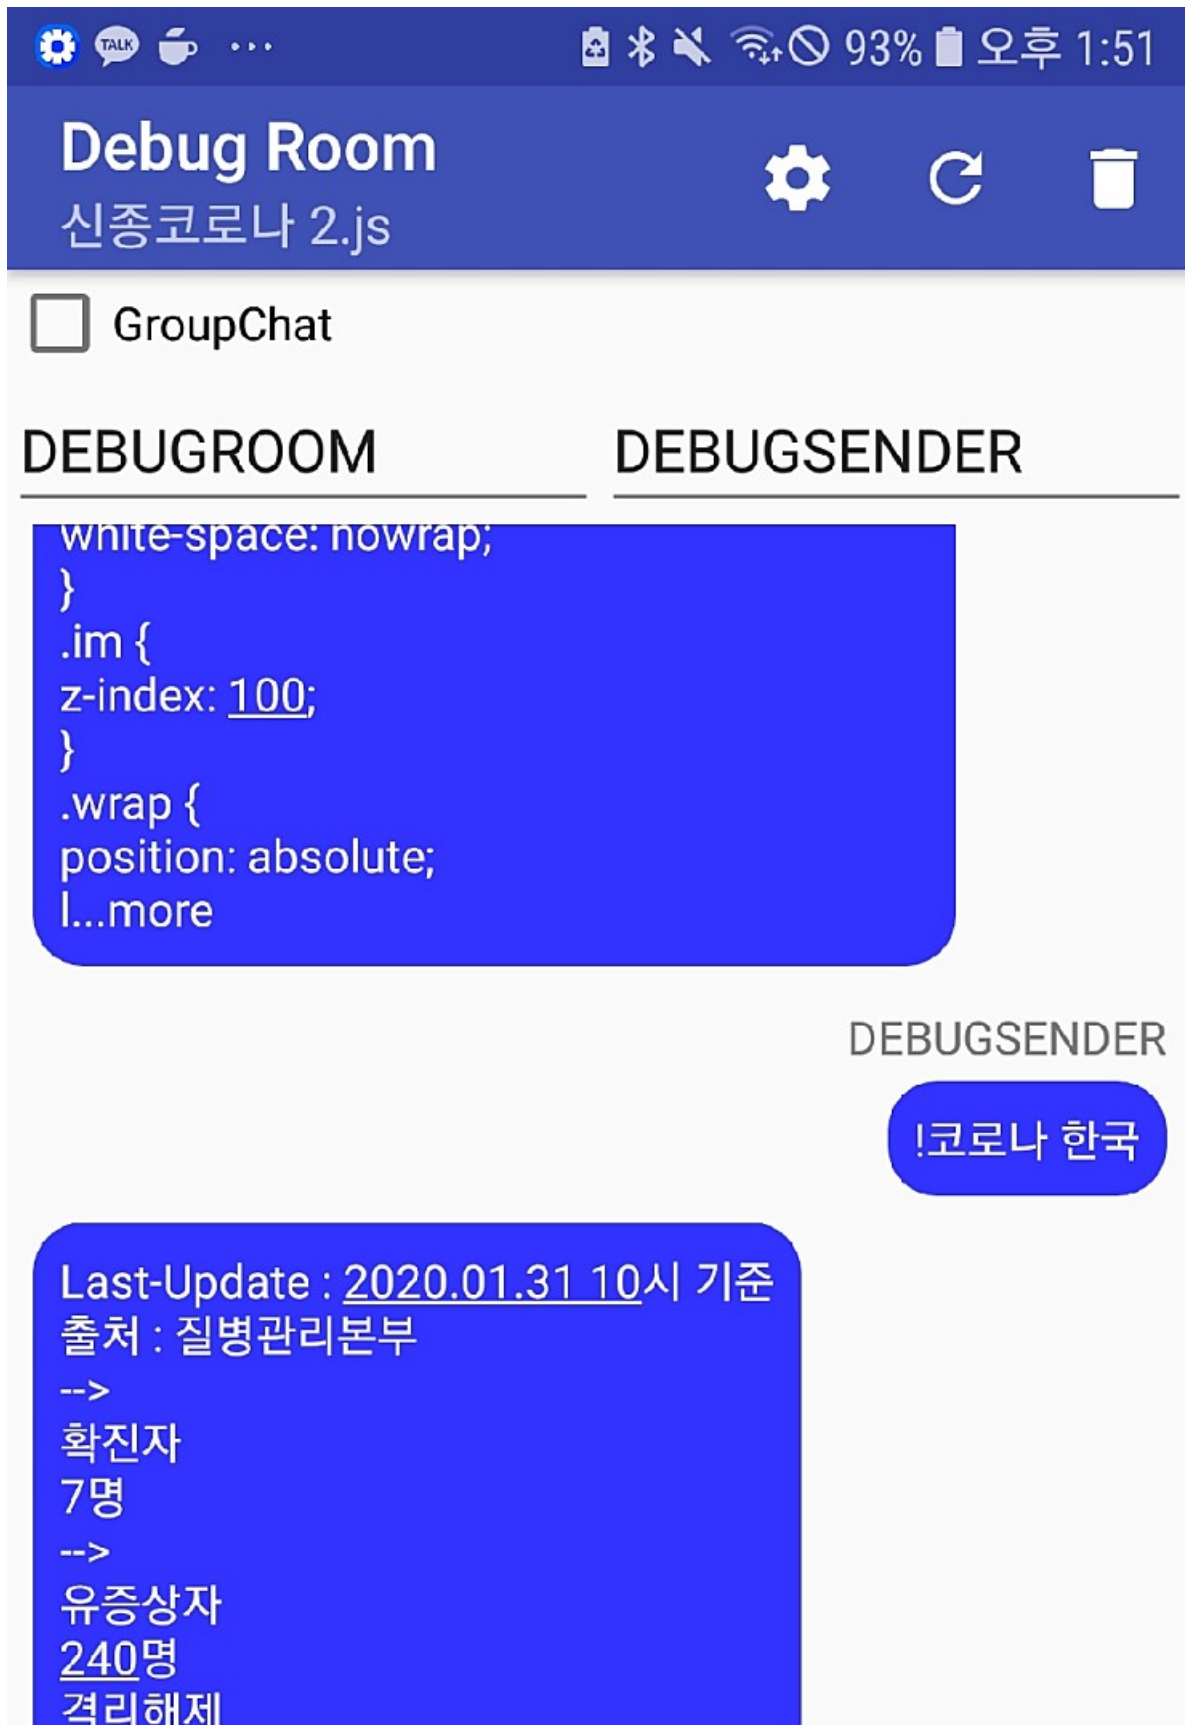 TALK
93%
오후 1:51
Debug Room
신종코로나 2.js
GroupChat
DEBUGROOM
DEBUGSENDER
white-space: nowrap;
}
.im {
z-index: 100;
}
.wrap {
position: absolute;
l...more
DEBUGSENDER
!코로나 한국
Last-Update : 2020.01.31 10시 기준
출처 : 질병관리본부
-->
확진자
7명
-->
유증상자
240명
격리해제